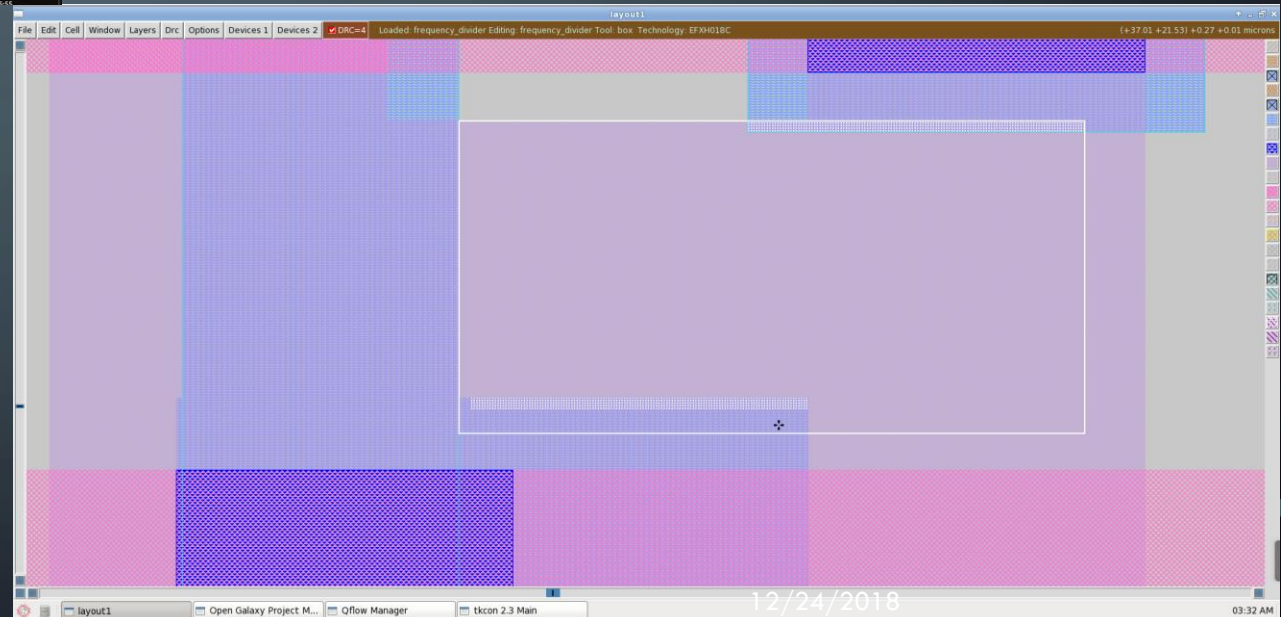 layout1
File Edit Cell Window Layers Drc Options Devices 1 Devices 2 DRC=4 Loaded: frequency_divider Editing: frequency_divider Tool: box Technology: EFXH018C (+37.01 +21.53) +0.27 +0.01 microns
12/24/2018
layout1 Open Galaxy Project M... Qflow Manager tkcon 2.3 Main 03:32 AM